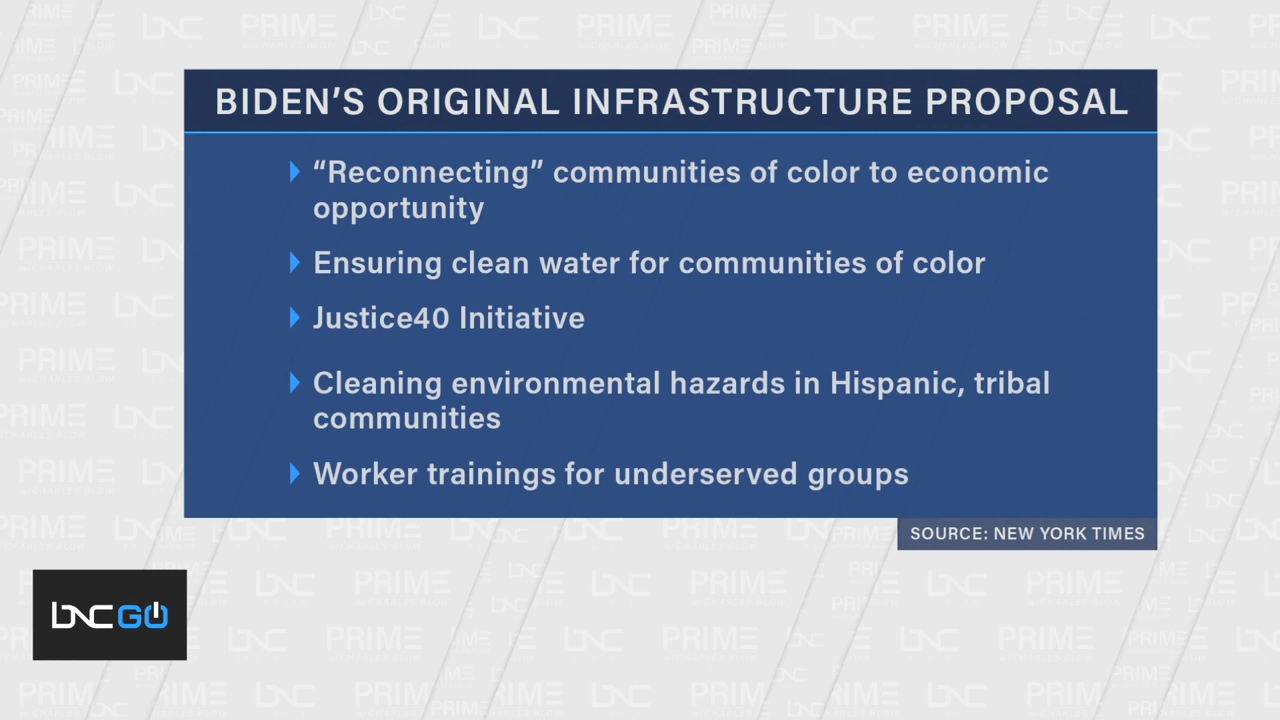 BIDEN’S ORIGINAL INFRASTRUCTURE PROPOSAL
“Reconnecting” communities of color to economic
opportunity
Ensuring clean water for communities of color
Justice40 Initiative
Cleaning environmental hazards in Hispanic, tribal
communities
Worker trainings for underserved groups
SOURCE: NEW YORK TIMES
BNC GO